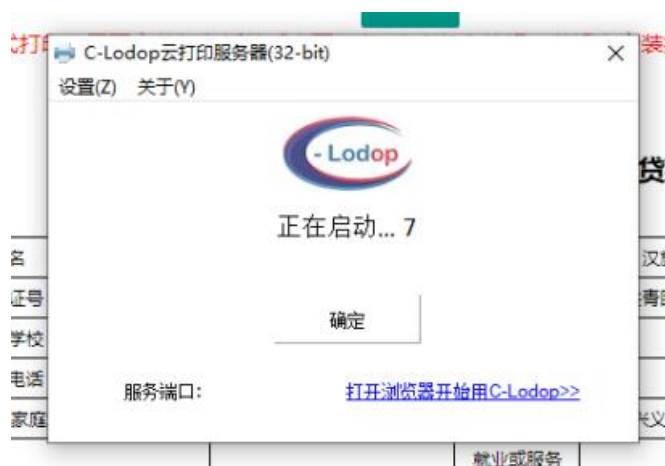 C-Lodop云打印服务器(32-bit)
设置(Z) 关于(Y)
- Lodop
正在启动... 7
确定
服务端口:
打开浏览器开始用C-Lodop>>
贷
名
证号
学校
电话
家庭
就业或服务